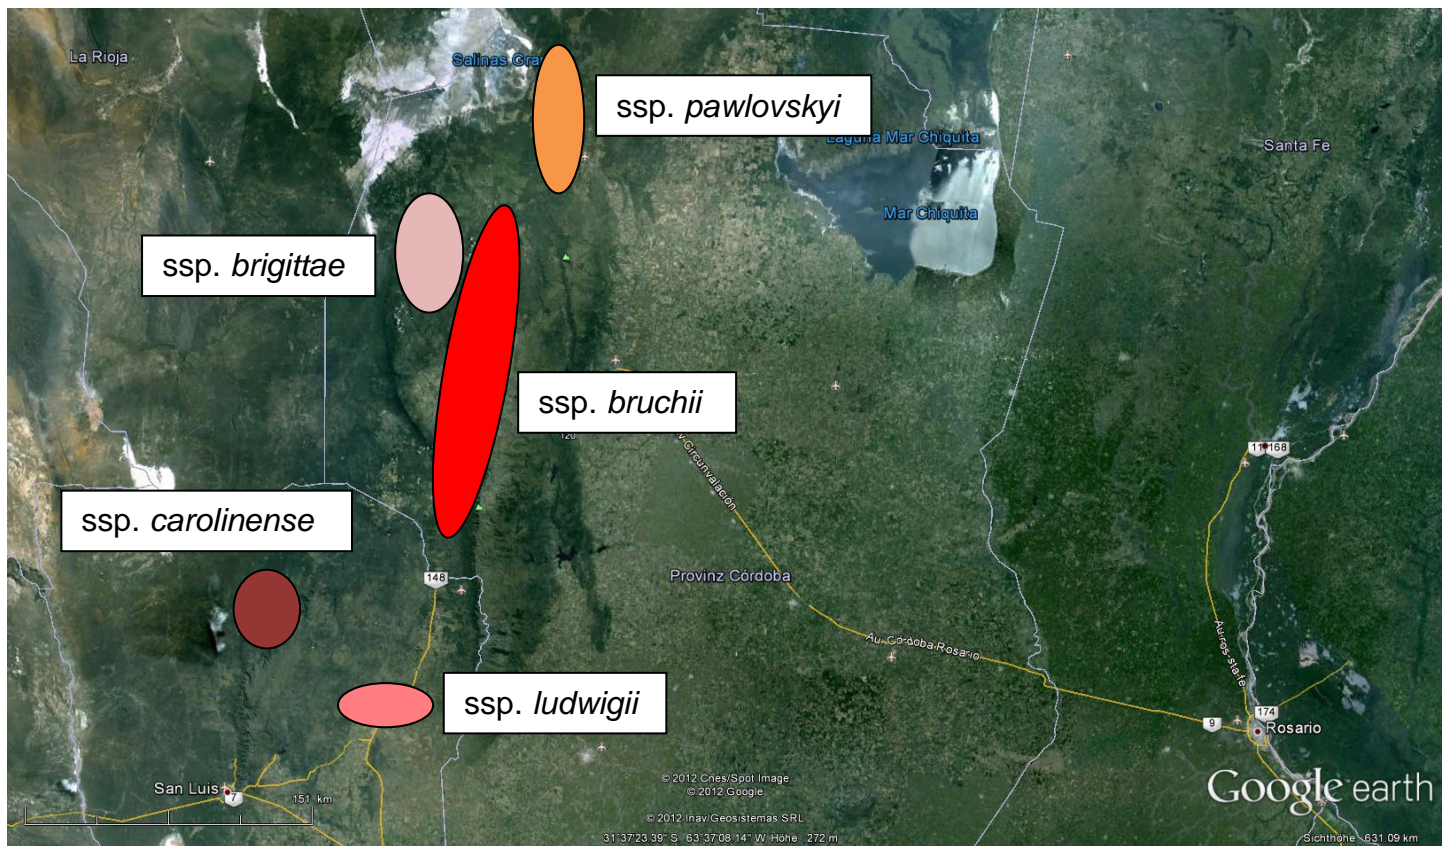 La Rioja
Salinas Gra
ssp. pawlovskyi
Laguna Mar Chiquita
Santa Fe
Mar Chiquita
ssp. brigittae
ssp. bruchii
120
v Circunvalación
11 168
ssp. carolinense
148
Provinz Córdoba
Au Córdoba Rosario
Au ros-sta fe
ssp. ludwigii
174
9
Rosario
San Luis
7
151 km
© 2012 Cnes/Spot Image
© 2012 Google
© 2012 Inav/Geosistemas SRL
Google earth
31°37'23.39" S 63°37'08.14" W Höhe 272 m
Sichthöhe 631.09 km